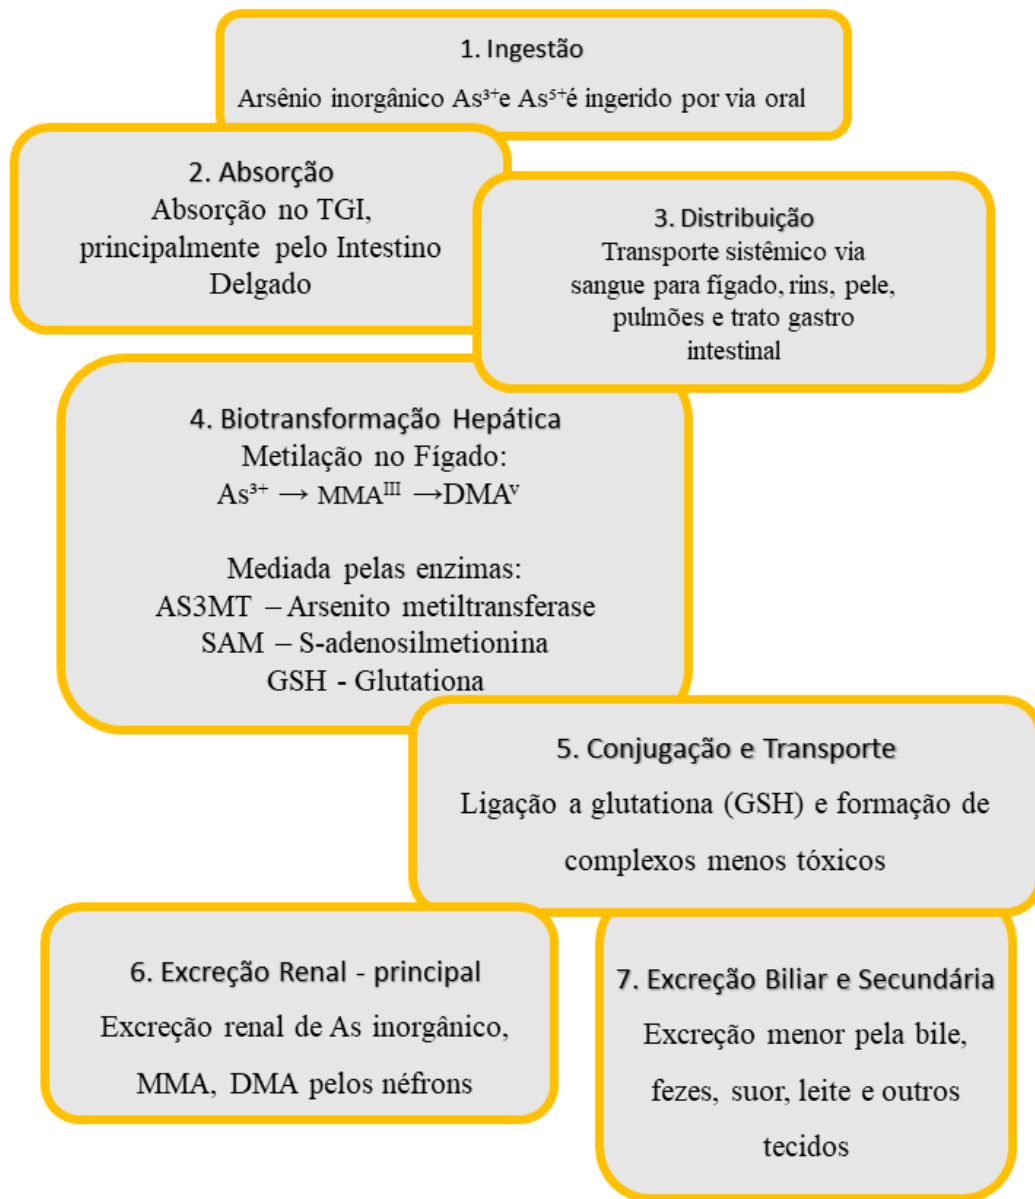 1. Ingestão
Arsênio inorgânico As³⁺e As⁵⁺é ingerido por via oral
2. Absorção
Absorção no TGI,
principalmente pelo Intestino
Delgado
3. Distribuição
Transporte sistêmico via
sangue para fígado, rins, pele,
pulmões e trato gastro
intestinal
4. Biotransformação Hepática
Metilação no Fígado:
As³⁺ → MMAᴵᴵᴵ →DMAᵛ
Mediada pelas enzimas:
AS3MT – Arsenito metiltransferase
SAM – S-adenosilmetionina
GSH - Glutationa
5. Conjugação e Transporte
Ligação a glutationa (GSH) e formação de
complexos menos tóxicos
6. Excreção Renal - principal
Excreção renal de As inorgânico,
MMA, DMA pelos néfrons
7. Excreção Biliar e Secundária
Excreção menor pela bile,
fezes, suor, leite e outros
tecidos